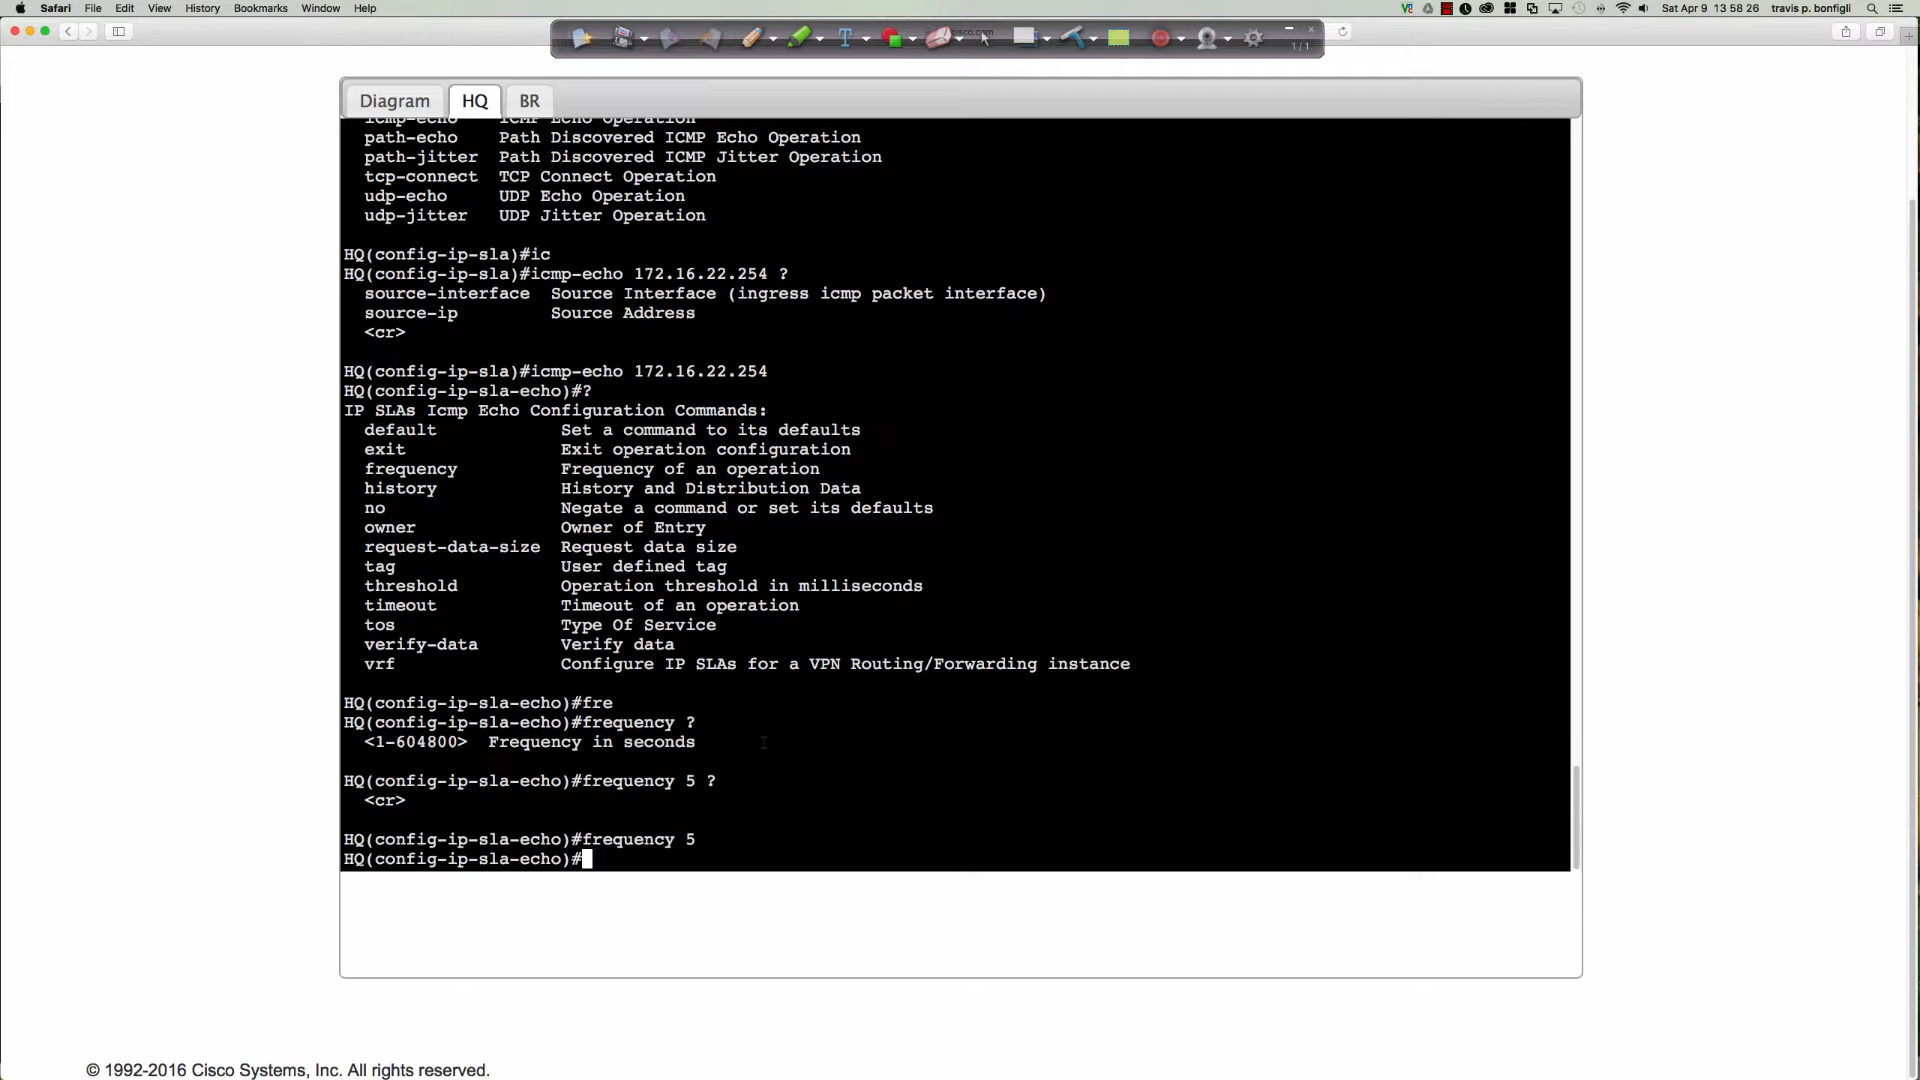 Safari File Edit View History Bookmarks Window Help
Sat Apr 9 13 58 26 travis p. bonfigli
cisco.com
1/1
Diagram HQ BR
icmp-echo ICMP Echo Operation
path-echo Path Discovered ICMP Echo Operation
path-jitter Path Discovered ICMP Jitter Operation
tcp-connect TCP Connect Operation
udp-echo UDP Echo Operation
udp-jitter UDP Jitter Operation
HQ(config-ip-sla)#ic
HQ(config-ip-sla)#icmp-echo 172.16.22.254 ?
source-interface Source Interface (ingress icmp packet interface)
source-ip Source Address
<cr>
HQ(config-ip-sla)#icmp-echo 172.16.22.254
HQ(config-ip-sla-echo)#?
IP SLAs Icmp Echo Configuration Commands:
default Set a command to its defaults
exit Exit operation configuration
frequency Frequency of an operation
history History and Distribution Data
no Negate a command or set its defaults
owner Owner of Entry
request-data-size Request data size
tag User defined tag
threshold Operation threshold in milliseconds
timeout Timeout of an operation
tos Type Of Service
verify-data Verify data
vrf Configure IP SLAs for a VPN Routing/Forwarding instance
HQ(config-ip-sla-echo)#fre
HQ(config-ip-sla-echo)#frequency ?
<1-604800> Frequency in seconds
HQ(config-ip-sla-echo)#frequency 5 ?
<cr>
HQ(config-ip-sla-echo)#frequency 5
HQ(config-ip-sla-echo)#
© 1992-2016 Cisco Systems, Inc. All rights reserved.